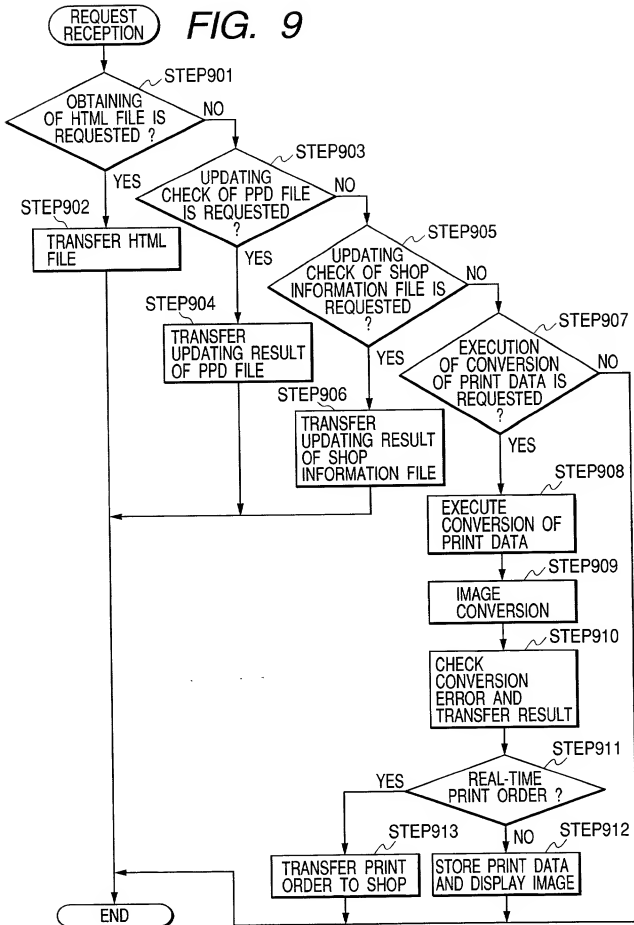 REQUEST
RECEPTION
FIG. 9
STEP901
OBTAINING
OF HTML FILE IS
REQUESTED ?
NO
YES
STEP902
TRANSFER HTML
FILE
STEP903
UPDATING
CHECK OF PPD FILE
IS REQUESTED
?
NO
YES
STEP904
TRANSFER
UPDATING RESULT
OF PPD FILE
STEP905
UPDATING
CHECK OF SHOP
INFORMATION FILE IS
REQUESTED
?
NO
YES
STEP906
TRANSFER
UPDATING RESULT
OF SHOP
INFORMATION FILE
STEP907
EXECUTION
OF CONVERSION
OF PRINT DATA IS
REQUESTED
?
NO
YES
STEP908
EXECUTE
CONVERSION OF
PRINT DATA
STEP909
IMAGE
CONVERSION
STEP910
CHECK
CONVERSION
ERROR AND
TRANSFER RESULT
STEP911
REAL-TIME
PRINT ORDER ?
YES
NO
STEP913
TRANSFER PRINT
ORDER TO SHOP
STEP912
STORE PRINT DATA
AND DISPLAY IMAGE
END